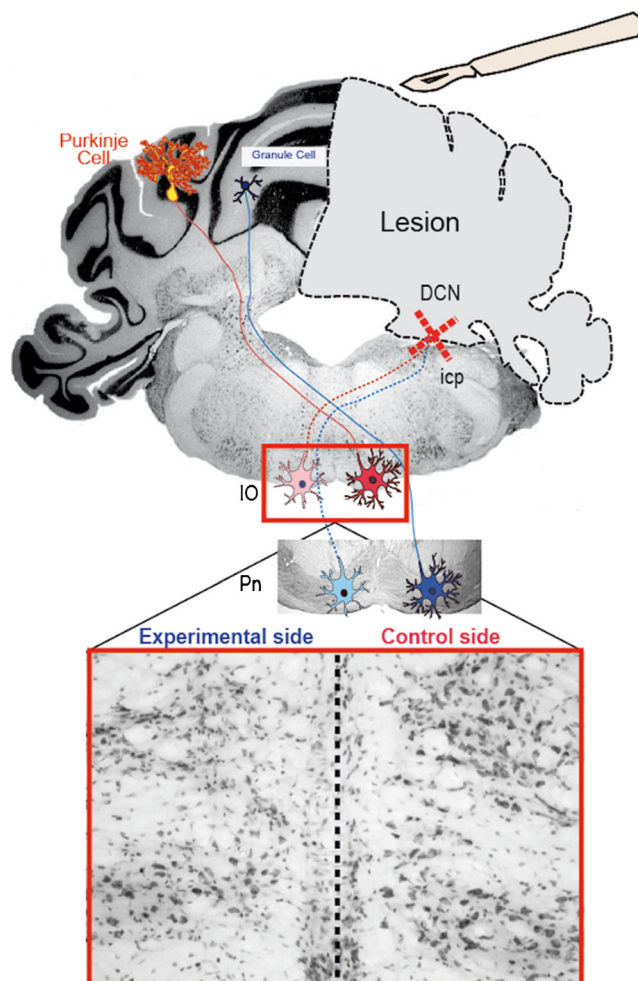 Purkinje
Cell
Granule Cell
Lesion
DCN
icp
IO
Pn
Experimental side
Control side